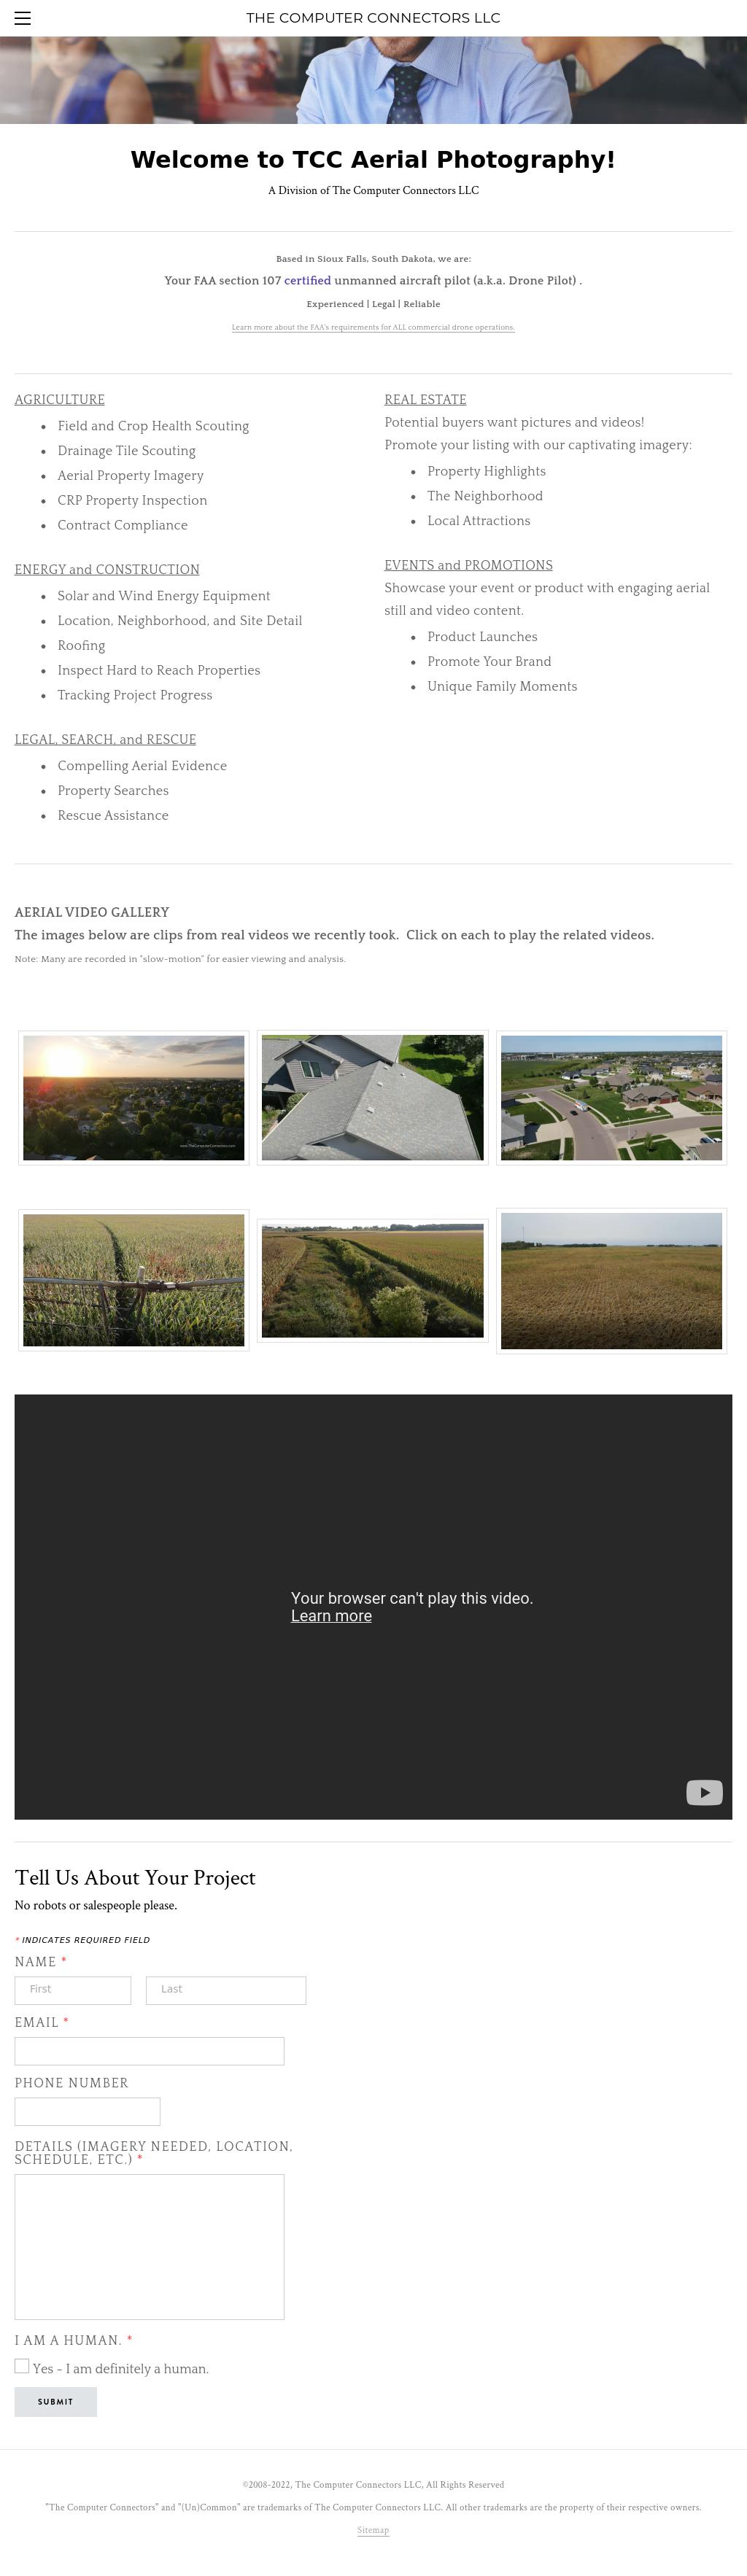 THE COMPUTER CONNECTORS LLC
Welcome to TCC Aerial Photography!
A Division of The Computer Connectors LLC
Based in Sioux Falls, South Dakota, we are:
Your FAA section 107 certified unmanned aircraft pilot (a.k.a. Drone Pilot) .
Experienced | Legal | Reliable
Learn more about the FAA's requirements for ALL commercial drone operations.
AGRICULTURE
Field and Crop Health Scouting
Drainage Tile Scouting
Aerial Property Imagery
CRP Property Inspection
Contract Compliance
ENERGY and CONSTRUCTION
Solar and Wind Energy Equipment
Location, Neighborhood, and Site Detail
Roofing
Inspect Hard to Reach Properties
Tracking Project Progress
LEGAL, SEARCH, and RESCUE
Compelling Aerial Evidence
Property Searches
Rescue Assistance
REAL ESTATE
Potential buyers want pictures and videos!
Promote your listing with our captivating imagery:
Property Highlights
The Neighborhood
Local Attractions
EVENTS and PROMOTIONS
Showcase your event or product with engaging aerial
still and video content.
Product Launches
Promote Your Brand
Unique Family Moments
AERIAL VIDEO GALLERY
The images below are clips from real videos we recently took.  Click on each to play the related videos.
Note: Many are recorded in "slow-motion" for easier viewing and analysis.
www.TheComputerConnectors.com
Your browser can't play this video.
Learn more
Tell Us About Your Project
No robots or salespeople please.
* INDICATES REQUIRED FIELD
NAME *
First
Last
EMAIL *
PHONE NUMBER
DETAILS (IMAGERY NEEDED, LOCATION,
SCHEDULE, ETC.) *
I AM A HUMAN. *
Yes - I am definitely a human.
SUBMIT
©2008-2022, The Computer Connectors LLC, All Rights Reserved
"The Computer Connectors" and "(Un)Common" are trademarks of The Computer Connectors LLC. All other trademarks are the property of their respective owners.
Sitemap